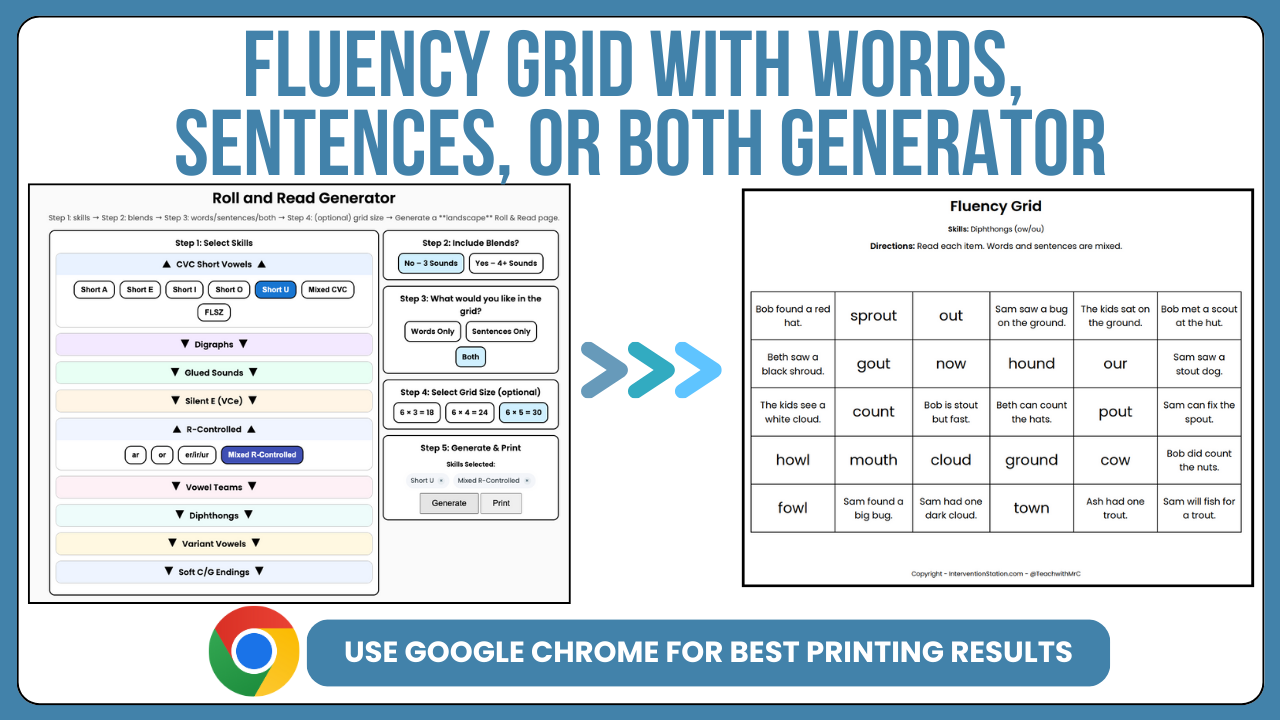 FLUENCY GRID WITH WORDS,
SENTENCES, OR BOTH GENERATOR
Roll and Read Generator
Step 1: skills → Step 2: blends → Step 3: words/sentences/both → Step 4: (optional) grid size → Generate a **landscape** Roll & Read page.
Step 1: Select Skills
▲ CVC Short Vowels ▲
Short A Short E Short I Short O Short U Mixed CVC
FLSZ
▼ Digraphs ▼
▼ Glued Sounds ▼
▼ Silent E (VCe) ▼
▲ R-Controlled ▲
ar or er/ir/ur Mixed R-Controlled
▼ Vowel Teams ▼
▼ Diphthongs ▼
▼ Variant Vowels ▼
▼ Soft C/G Endings ▼
Step 2: Include Blends?
No – 3 Sounds Yes – 4+ Sounds
Step 3: What would you like in the
grid?
Words Only Sentences Only
Both
Step 4: Select Grid Size (optional)
6 × 3 = 18 6 × 4 = 24 6 × 5 = 30
Step 5: Generate & Print
Skills Selected:
Short U × Mixed R-Controlled ×
Generate Print
Fluency Grid
Skills: Diphthongs (ow/ou)
Directions: Read each item. Words and sentences are mixed.
Bob found a red
hat.
sprout
out
Sam saw a bug
on the ground.
The kids sat on
the ground.
Bob met a scout
at the hut.
Beth saw a
black shroud.
gout
now
hound
our
Sam saw a
stout dog.
The kids see a
white cloud.
count
Bob is stout
but fast.
Beth can count
the hats.
pout
Sam can fix the
spout.
howl
mouth
cloud
ground
cow
Bob did count
the nuts.
fowl
Sam found a
big bug.
Sam had one
dark cloud.
town
Ash had one
trout.
Sam will fish for
a trout.
Copyright - InterventionStation.com - @TeachwithMrC
USE GOOGLE CHROME FOR BEST PRINTING RESULTS